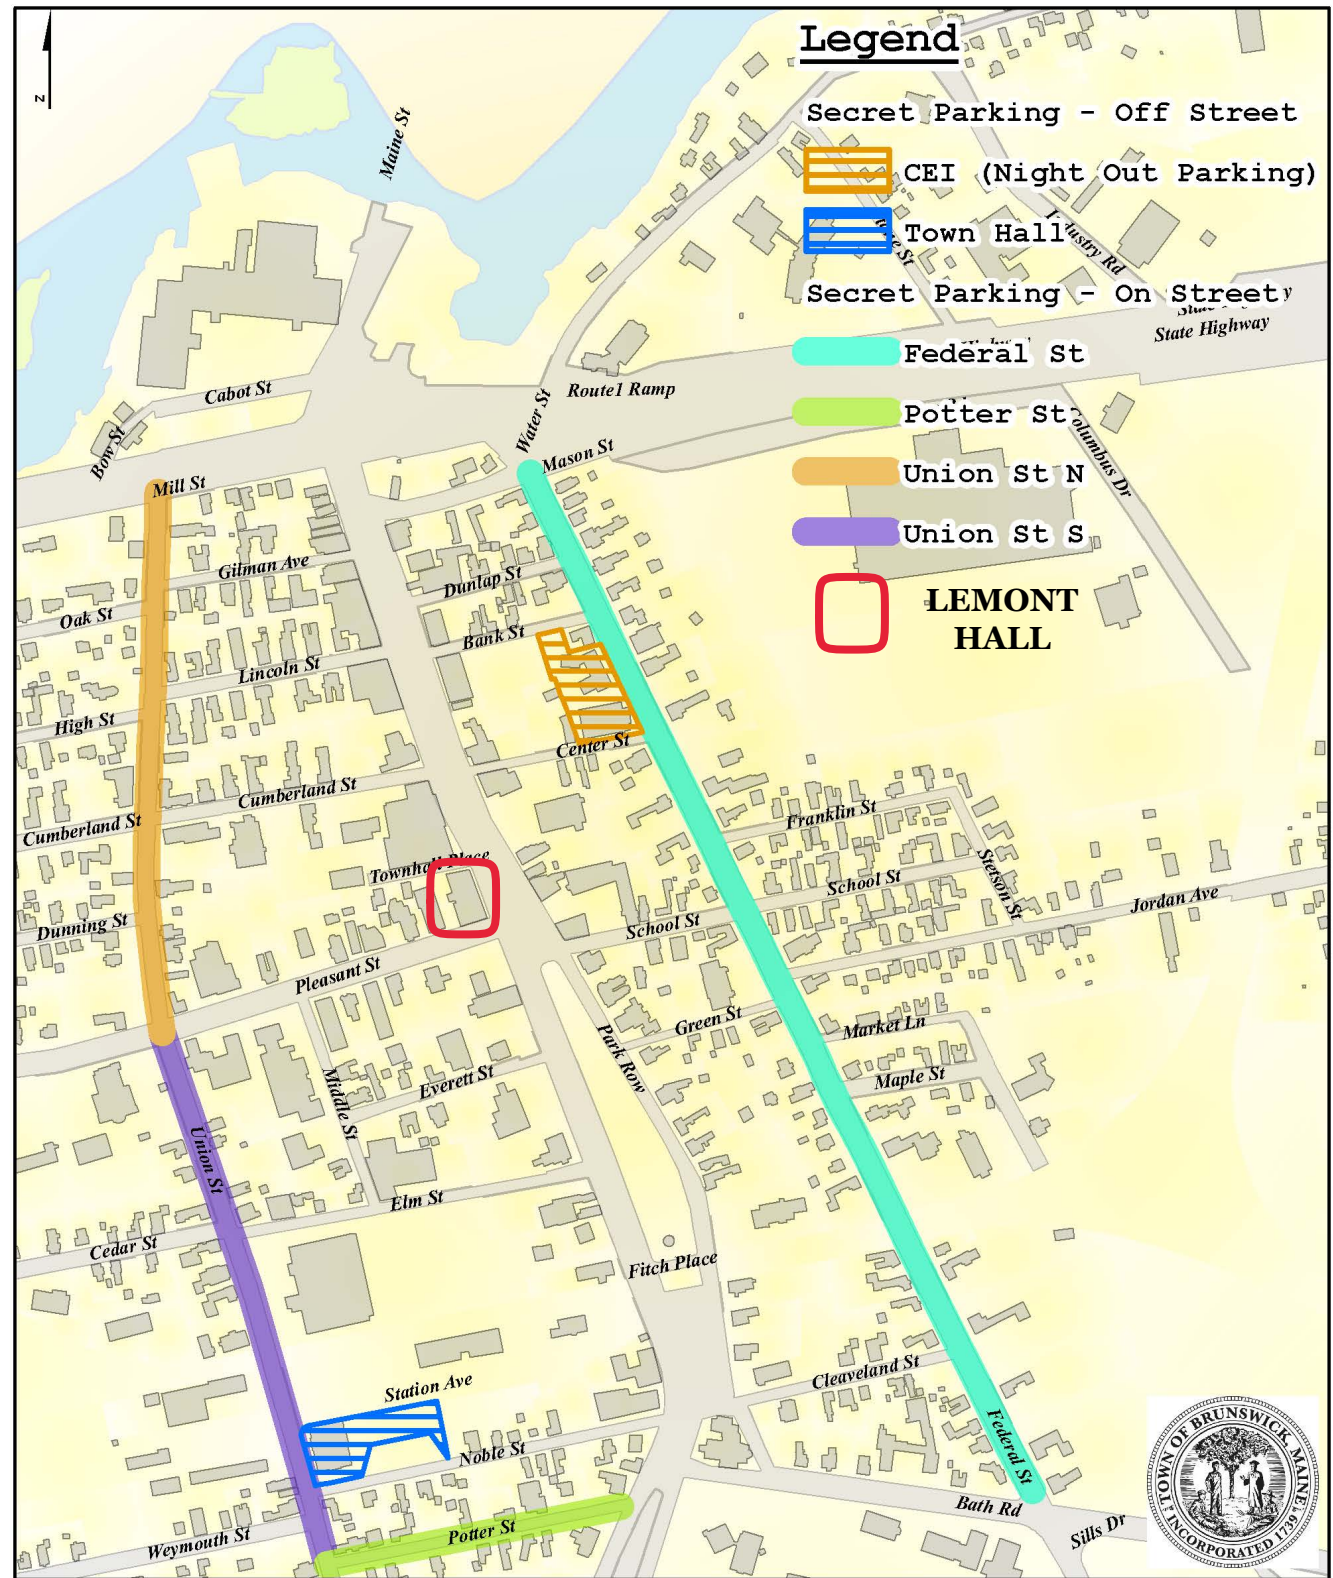 Legend
Secret Parking - Off Street
CEI (Night Out Parking)
Town Hall
Secret Parking - On Street
Federal St
Potter St
Union St N
Union St S
LEMONT
HALL
z
Maine St
Industry Rd
State Highway
Cabot St
Route1 Ramp
Water St
Bow St
Mason St
Mill St
Columbus Dr
Gilman Ave
Dunlap St
Oak St
Bank St
Lincoln St
High St
Center St
Cumberland St
Cumberland St
Franklin St
Townhall Place
Stetson St
School St
Jordan Ave
Dunning St
School St
Pleasant St
Green St
Market Ln
Park Row
Maple St
Everett St
Middle St
Union St
Elm St
Cedar St
Fitch Place
Cleaveland St
Station Ave
Federal St
Noble St
Bath Rd
Potter St
Weymouth St
Sills Dr
TOWN OF BRUNSWICK, MAINE
INCORPORATED 1739